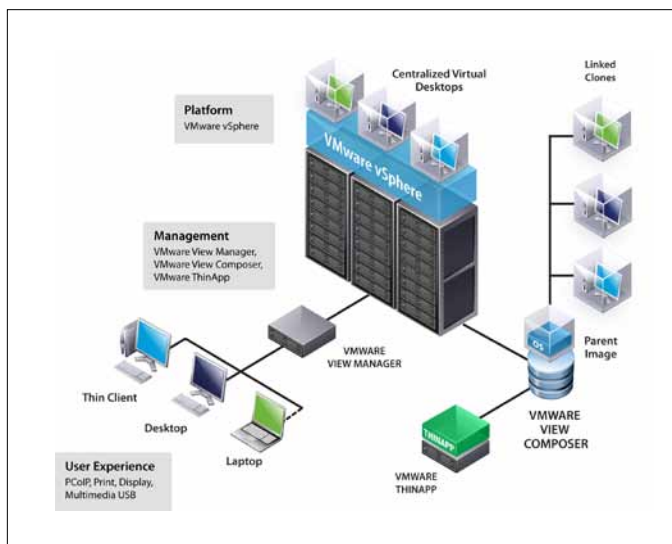 Centralized Virtual
Desktops
Linked
Clones
Platform
VMware vSphere
VMware vSphere
Management
VMware View Manager,
VMware View Composer,
VMware ThinApp
OS
Parent
Image
VMWARE
VIEW MANAGER
Thin Client
Desktop
Laptop
THINAPP
VMWARE
VIEW
COMPOSER
VMWARE
THINAPP
User Experience
PCoIP, Print, Display,
Multimedia USB